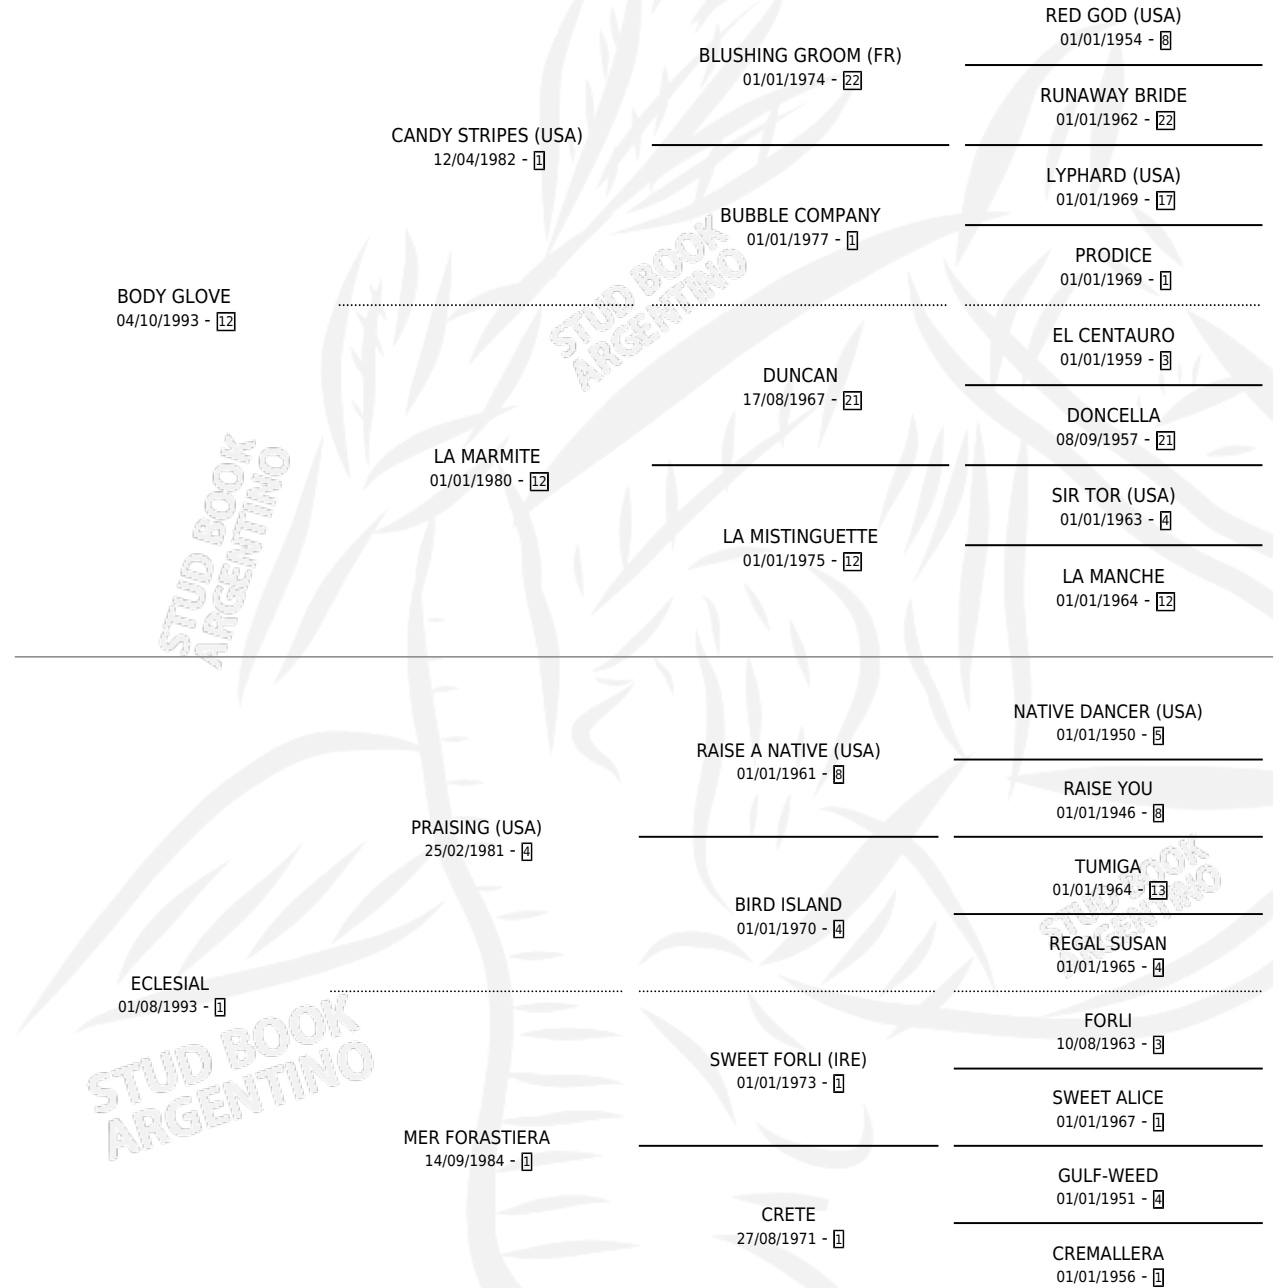 RED GOD (USA)
01/01/1954 - 8
BLUSHING GROOM (FR)
01/01/1974 - 22
RUNAWAY BRIDE
01/01/1962 - 22
CANDY STRIPES (USA)
12/04/1982 - 1
LYPHARD (USA)
01/01/1969 - 17
BUBBLE COMPANY
01/01/1977 - 1
PRODICE
01/01/1969 - 1
BODY GLOVE
04/10/1993 - 12
STUD BOOK
ARGENTINO
EL CENTAURO
01/01/1959 - 3
DUNCAN
17/08/1967 - 21
DONCELLA
08/09/1957 - 21
LA MARMITE
01/01/1980 - 12
SIR TOR (USA)
01/01/1963 - 4
LA MISTINGUETTE
01/01/1975 - 12
LA MANCHE
01/01/1964 - 12
STUD BOOK
ARGENTINO
NATIVE DANCER (USA)
01/01/1950 - 5
RAISE A NATIVE (USA)
01/01/1961 - 8
RAISE YOU
01/01/1946 - 8
PRAISING (USA)
25/02/1981 - 4
TUMIGA
01/01/1964 - 13
BIRD ISLAND
01/01/1970 - 4
REGAL SUSAN
01/01/1965 - 4
STUD BOOK
ARGENTINO
ECLESIAL
01/08/1993 - 1
FORLI
10/08/1963 - 3
SWEET FORLI (IRE)
01/01/1973 - 1
SWEET ALICE
01/01/1967 - 1
STUD BOOK
ARGENTINO
MER FORASTIERA
14/09/1984 - 1
GULF-WEED
01/01/1951 - 4
CRETE
27/08/1971 - 1
CREMALLERA
01/01/1956 - 1